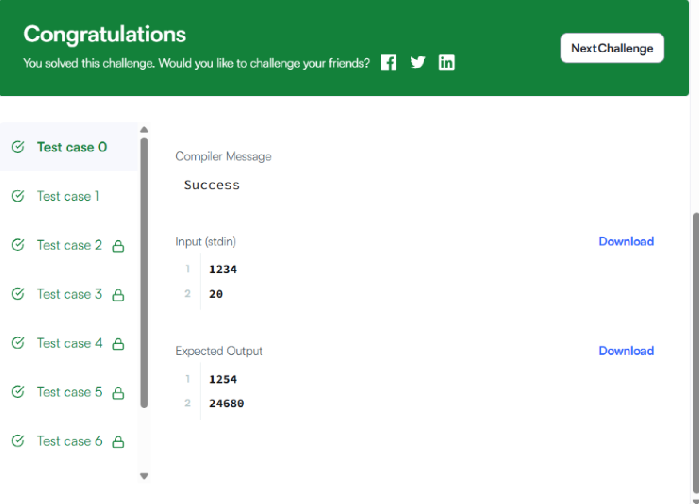 Congratulations
You solved this challenge. Would you like to challenge your friends?
NextChallenge
Test case 0
Test case 1
Test case 2
Test case 3
Test case 4
Test case 5
Test case 6
Compiler Message
Success
Input (stdin)
Download
1 1234
2 20
Expected Output
Download
1 1254
2 24680